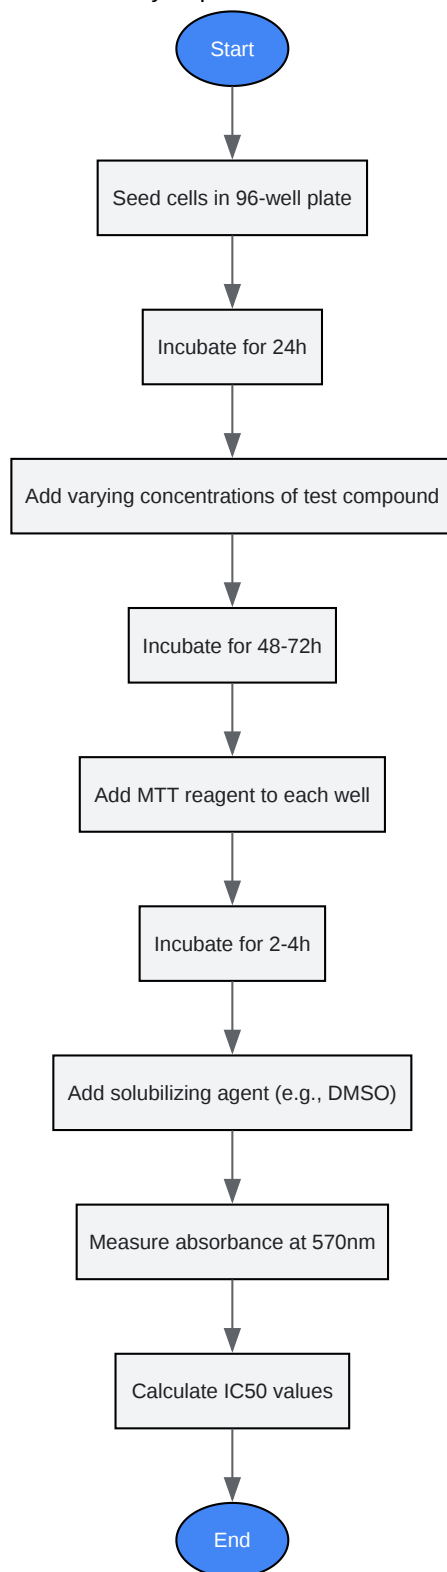 Start
Seed cells in 96-well plate
Incubate for 24h
Add varying concentrations of test compound
Incubate for 48-72h
Add MTT reagent to each well
Incubate for 2-4h
Add solubilizing agent (e.g., DMSO)
Measure absorbance at 570nm
Calculate IC50 values
End